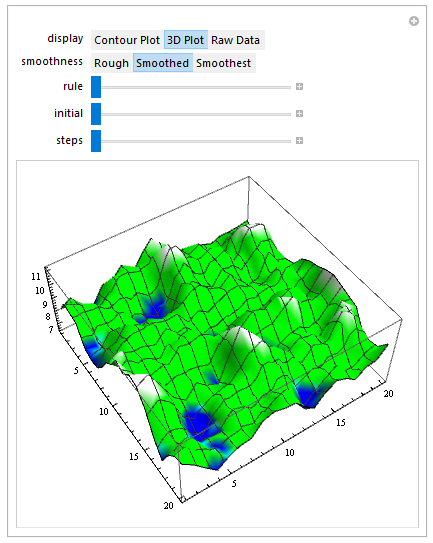 display Contour Plot 3D Plot Raw Data
smoothness Rough Smoothed Smoothest
rule
initial
steps
11
10
9
8
7
5
10
15
20
5
10
15
20